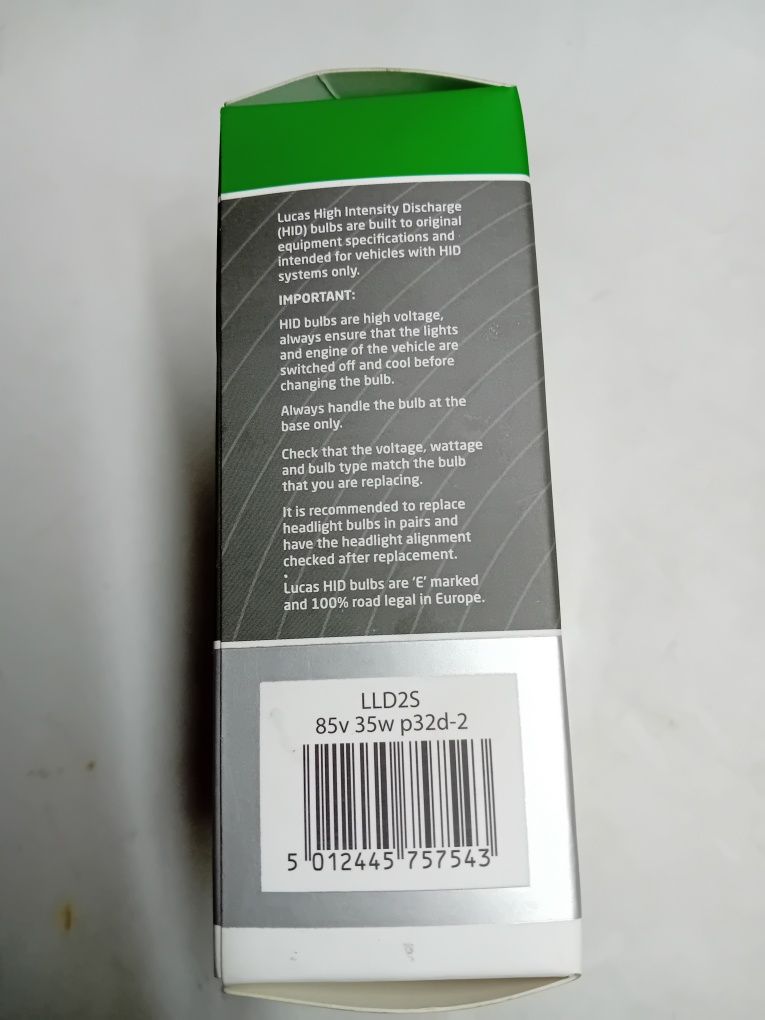 Lucas High Intensity Discharge
(HID) bulbs are built to original
equipment specifications and
intended for vehicles with HID
systems only.
IMPORTANT:
HID bulbs are high voltage,
always ensure that the lights
and engine of the vehicle are
switched off and cool before
changing the bulb.
Always handle the bulb at the
base only.
Check that the voltage, wattage
and bulb type match the bulb
that you are replacing.
It is recommended to replace
headlight bulbs in pairs and
have the headlight alignment
checked after replacement.
Lucas HID bulbs are 'E' marked
and 100% road legal in Europe.
LLD2S
85v 35w p32d-2
5 012445 757543